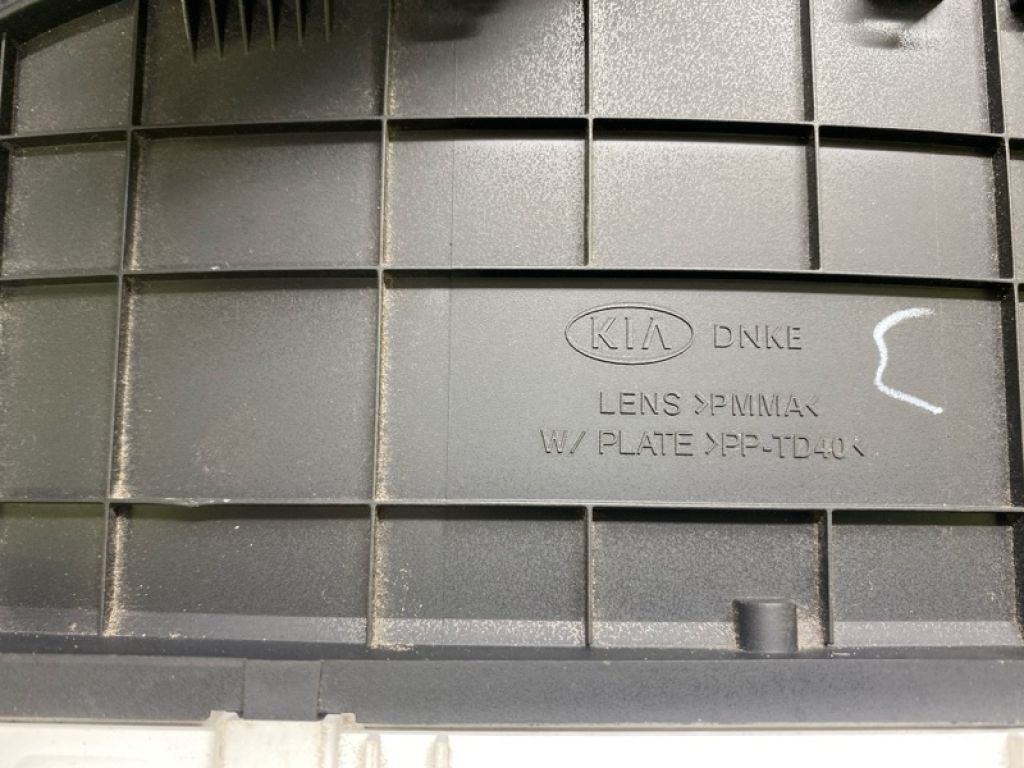 KIA DNKE
LENS >PMMA<
W/ PLATE >PP-TD40<